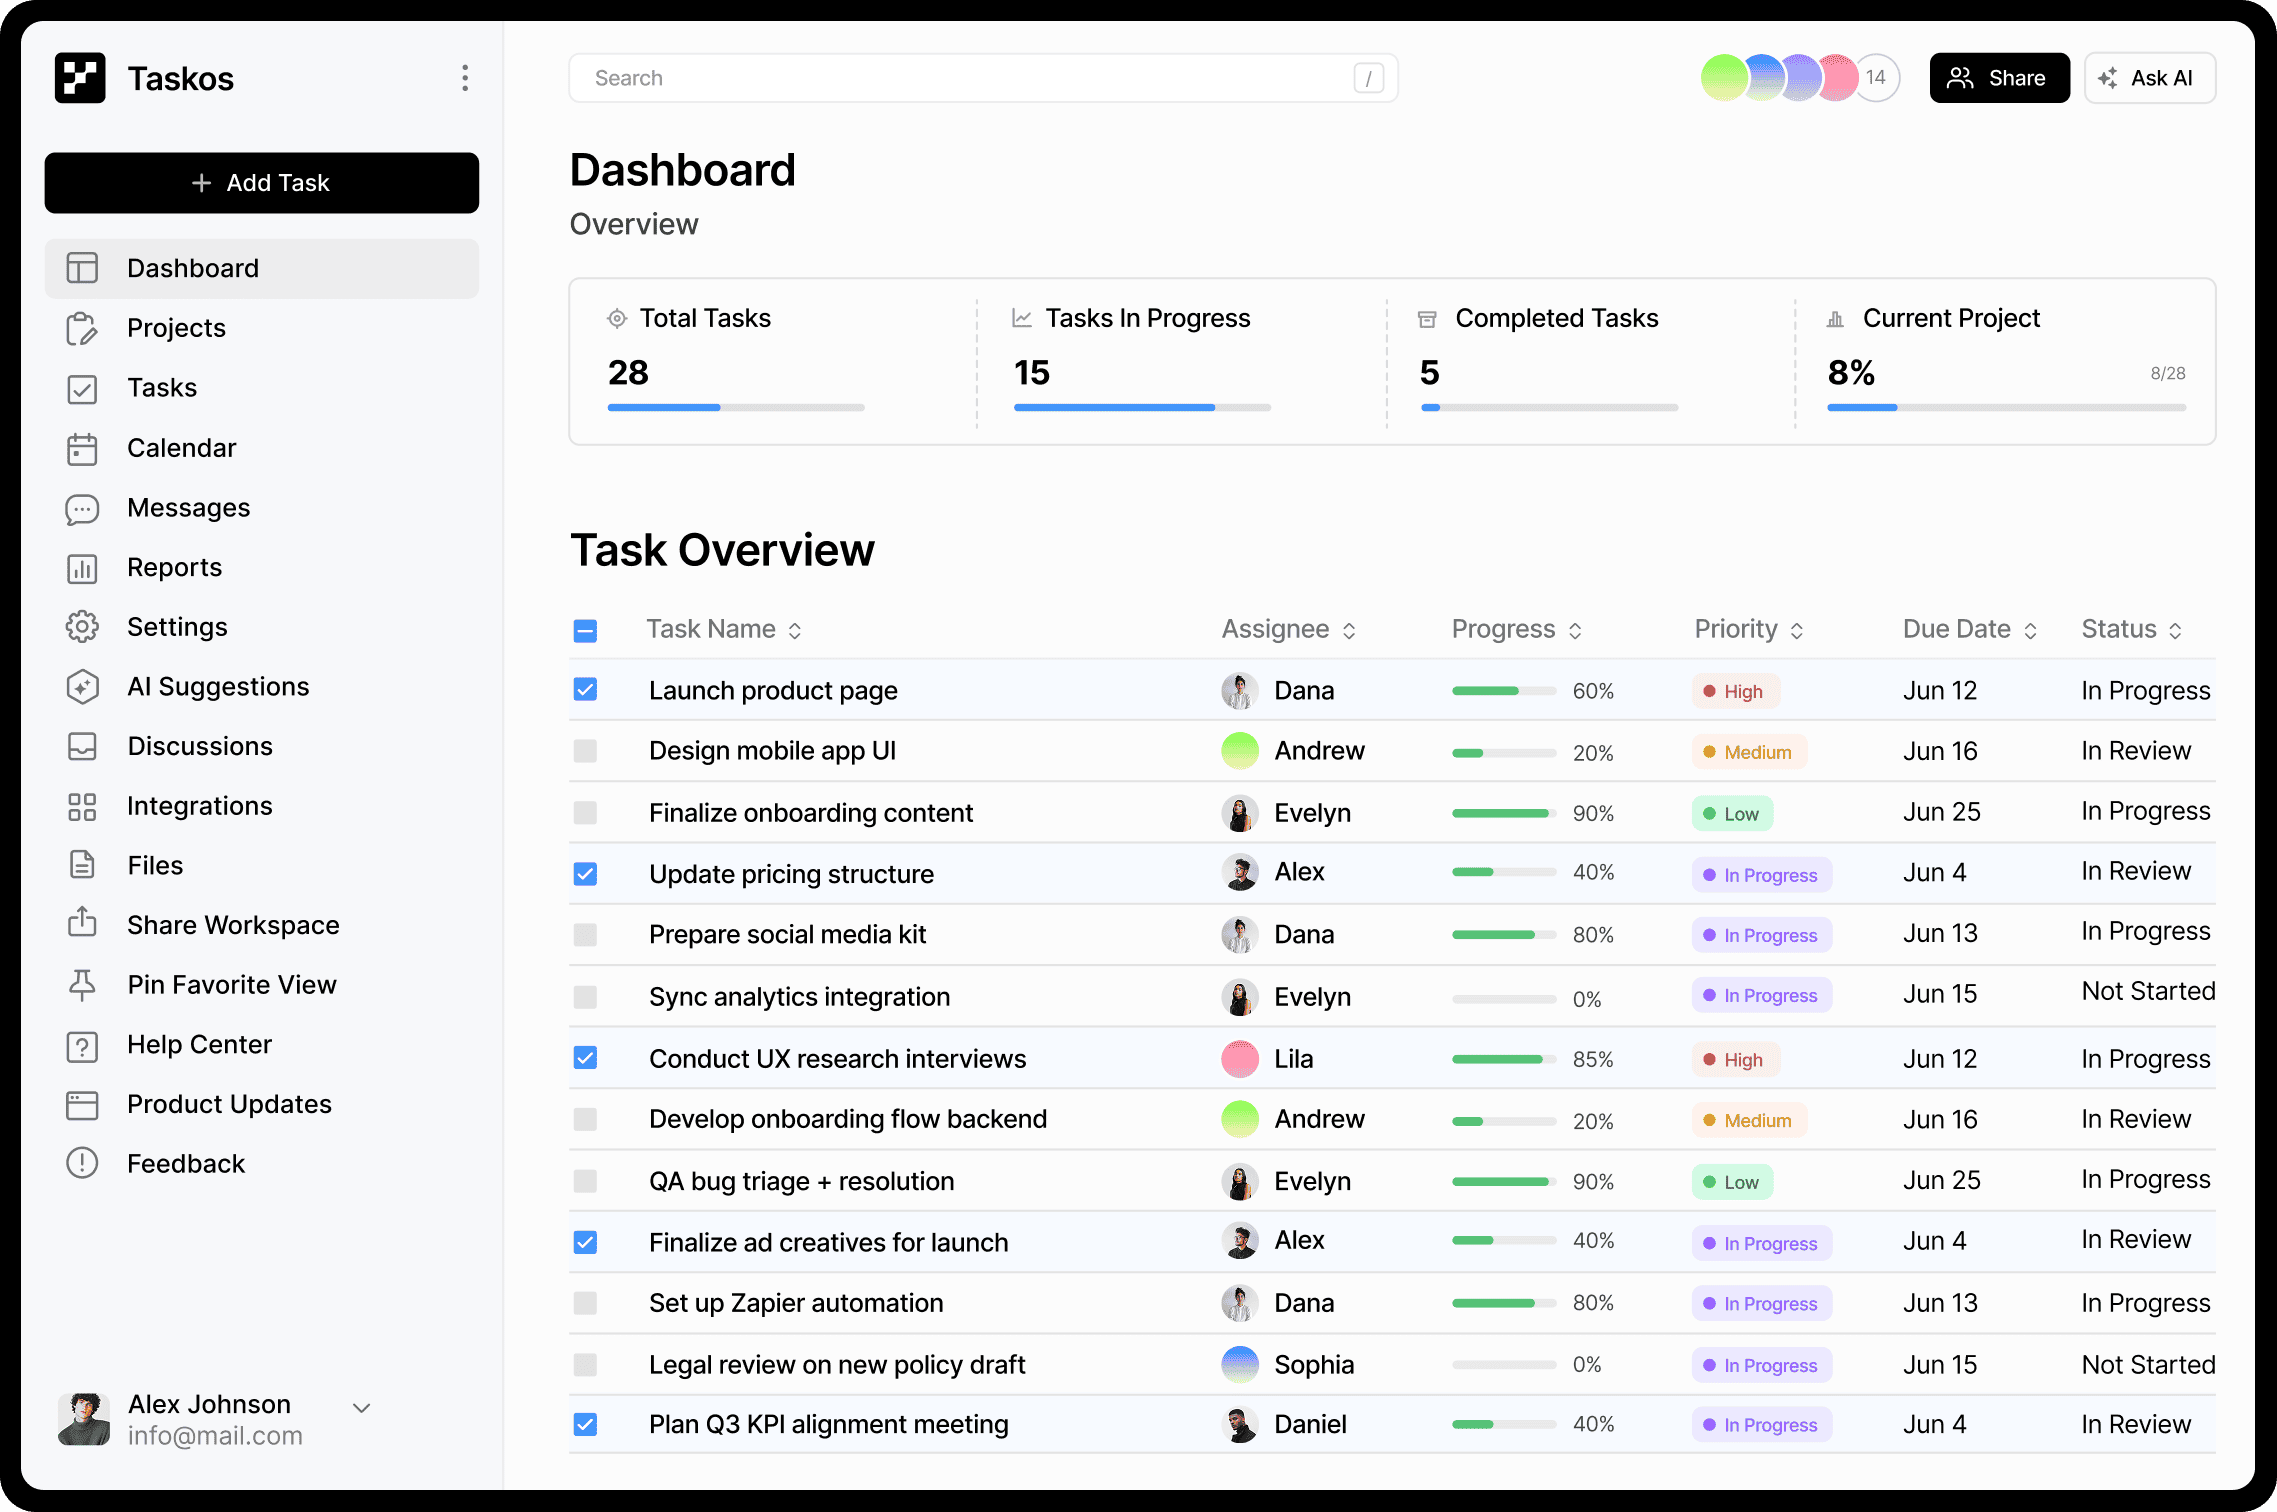 Taskos
Add Task
Dashboard
Projects
Tasks
Calendar
Messages
Reports
Settings
AI Suggestions
Discussions
Integrations
Files
Share Workspace
Pin Favorite View
Help Center
Product Updates
Feedback
Alex Johnson
info@mail.com
Search /
14
Share
Ask AI
Dashboard
Overview
Total Tasks
28
Tasks In Progress
15
Completed Tasks
5
Current Project
8% 8/28
Task Overview
Task Name Assignee Progress Priority Due Date Status
Launch product page Dana 60% High Jun 12 In Progress
Design mobile app UI Andrew 20% Medium Jun 16 In Review
Finalize onboarding content Evelyn 90% Low Jun 25 In Progress
Update pricing structure Alex 40% In Progress Jun 4 In Review
Prepare social media kit Dana 80% In Progress Jun 13 In Progress
Sync analytics integration Evelyn 0% In Progress Jun 15 Not Started
Conduct UX research interviews Lila 85% High Jun 12 In Progress
Develop onboarding flow backend Andrew 20% Medium Jun 16 In Review
QA bug triage + resolution Evelyn 90% Low Jun 25 In Progress
Finalize ad creatives for launch Alex 40% In Progress Jun 4 In Review
Set up Zapier automation Dana 80% In Progress Jun 13 In Progress
Legal review on new policy draft Sophia 0% In Progress Jun 15 Not Started
Plan Q3 KPI alignment meeting Daniel 40% In Progress Jun 4 In Review